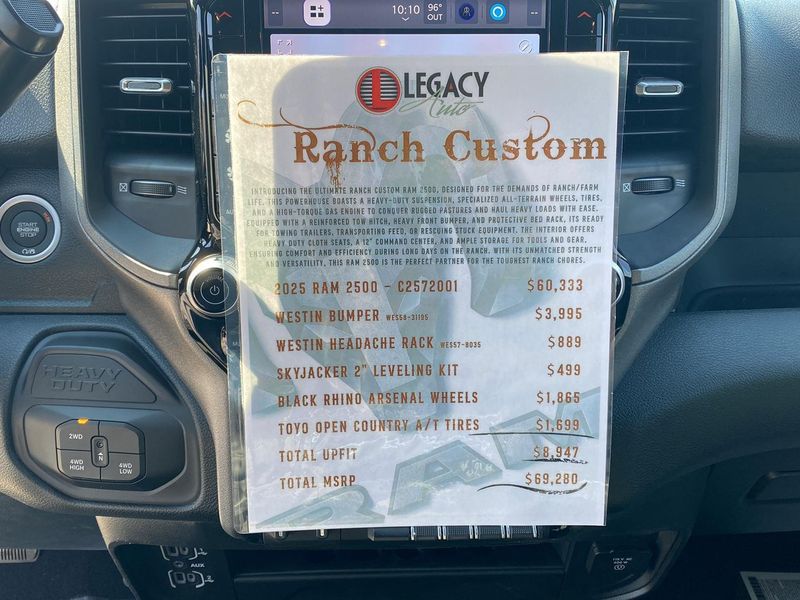 Ranch
10:10
96°
OUT
LEGACY
Auto
Ranch Custom
INTRODUCING THE ULTIMATE RANCH CUSTOM RAM 2500, DESIGNED FOR THE DEMANDS OF RANCH/FARM
LIFE. THIS POWERHOUSE BOASTS A HEAVY-DUTY SUSPENSION, SPECIALIZED ALL-TERRAIN WHEELS, TIRES,
AND A HIGH-TORQUE GAS ENGINE TO CONQUER RUGGED PASTURES AND HAUL HEAVY LOADS WITH EASE.
EQUIPPED WITH A REINFORCED TOW HITCH, HEAVY FRONT BUMPER, AND PROTECTIVE BED RACK, ITS READY
FOR TOWING TRAILERS, TRANSPORTING FEED, OR RESCUING STUCK EQUIPMENT. THE INTERIOR OFFERS
HEAVY DUTY CLOTH SEATS, A 12" COMMAND CENTER, AND AMPLE STORAGE FOR TOOLS AND GEAR,
ENSURING COMFORT AND EFFICIENCY DURING LONG DAYS ON THE RANCH. WITH ITS UNMATCHED STRENGTH
AND VERSATILITY, THIS RAM 2500 IS THE PERFECT PARTNER FOR THE TOUGHEST RANCH CHORES.
2025 RAM 2500 - C2572001 $60,333
WESTIN BUMPER WES58-31195 $3,995
WESTIN HEADACHE RACK WES57-8035 $889
SKYJACKER 2" LEVELING KIT $499
BLACK RHINO ARSENAL WHEELS $1,865
TOYO OPEN COUNTRY A/T TIRES $1,699
TOTAL UPFIT $8,947
TOTAL MSRP $69,280
RAM
START
ENGINE
STOP
HEAVY
DUTY
2WD
N
4WD
HIGH
4WD
LOW
AUX